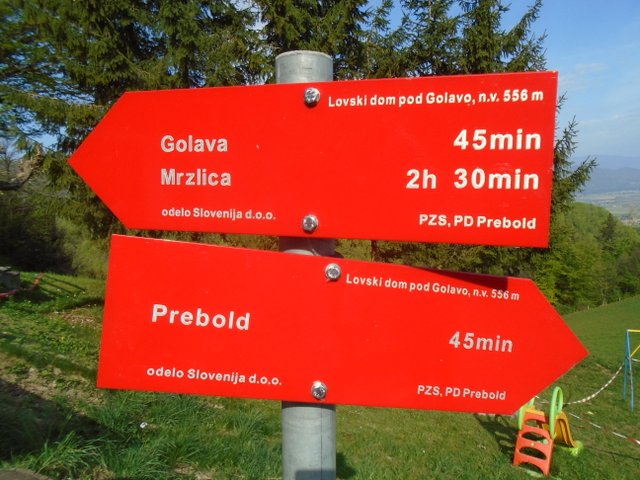 Lovski dom pod Golavo, n.v. 556 m
Golava 45min
Mrzlica 2h 30min
odelo Slovenija d.o.o. PZS, PD Prebold
Lovski dom pod Golavo, n.v. 556 m
Prebold 45min
odelo Slovenija d.o.o. PZS, PD Prebold